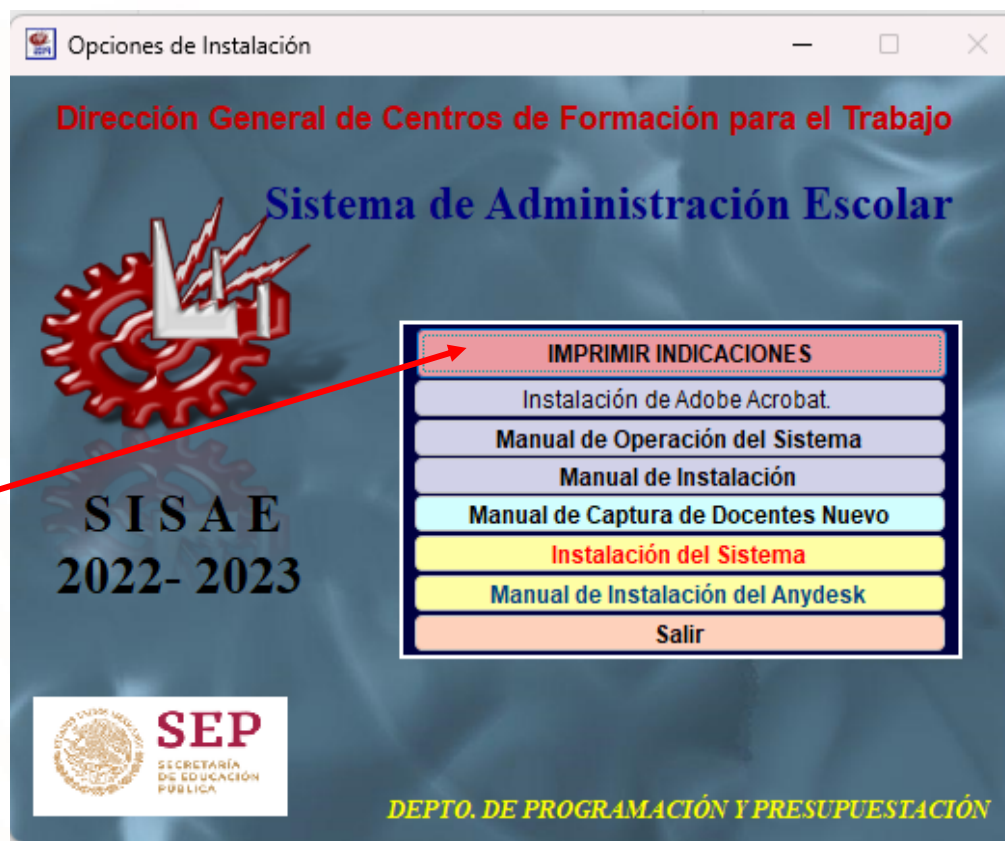 Opciones de Instalación
Dirección General de Centros de Formación para el Trabajo
Sistema de Administración Escolar
IMPRIMIR INDICACIONES
Instalación de Adobe Acrobat.
Manual de Operación del Sistema
Manual de Instalación
Manual de Captura de Docentes Nuevo
Instalación del Sistema
Manual de Instalación del Anydesk
Salir
S I S A E
2022- 2023
SEP
SECRETARÍA
DE EDUCACIÓN
PÚBLICA
DEPTO. DE PROGRAMACIÓN Y PRESUPUESTACIÓN